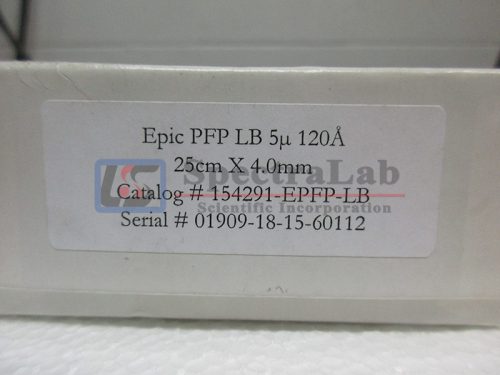 Epic PFP LB 5µ 120Å
25cm X 4.0mm
Catalog # 154291-EPFP-LB
Serial # 01909-18-15-60112
LS SpectraLab
Scientific Incorporation